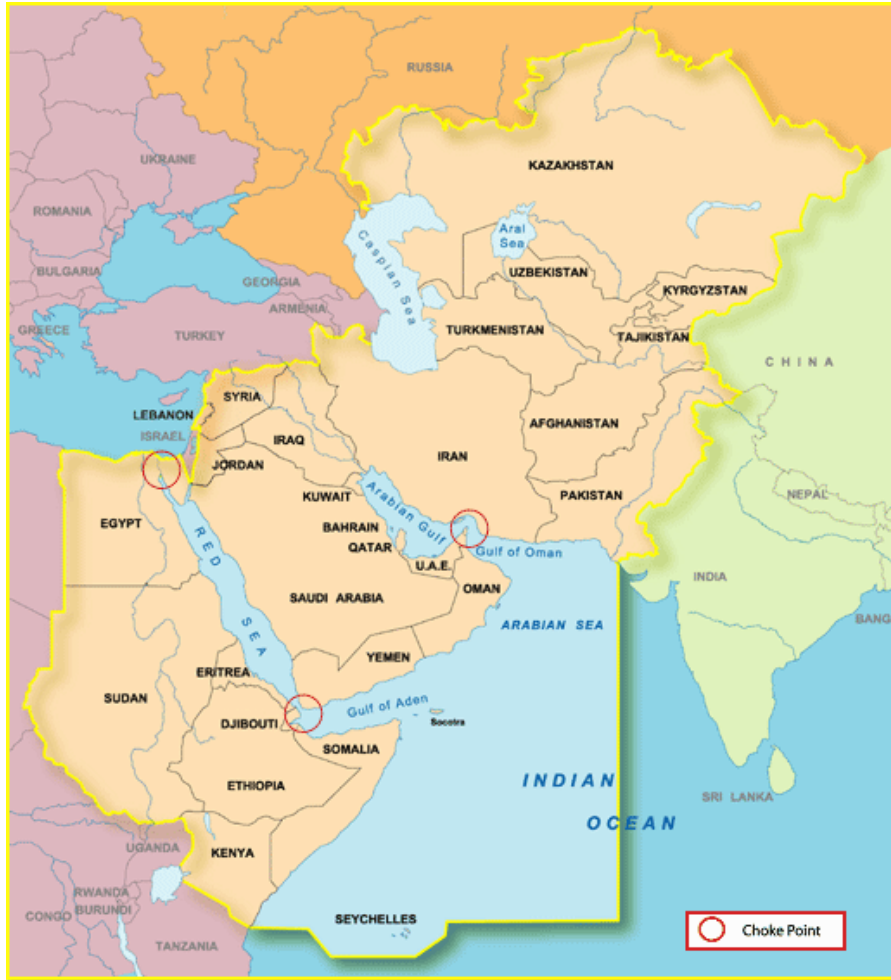 RUSSIA
UKRAINE
KAZAKHSTAN
ROMANIA
Aral
Sea
Caspian Sea
BULGARIA
UZBEKISTAN
GEORGIA
KYRGYZSTAN
ARMENIA
GREECE
TURKEY
TURKMENISTAN
TAJIKISTAN
CHINA
SYRIA
LEBANON
AFGHANISTAN
ISRAEL
IRAQ
IRAN
JORDAN
NEPAL
KUWAIT
Arabian Gulf
PAKISTAN
EGYPT
BAHRAIN
QATAR
Gulf of Oman
RED SEA
U.A.E.
INDIA
OMAN
SAUDI ARABIA
BANG
ARABIAN SEA
YEMEN
ERITREA
SUDAN
Gulf of Aden
DJIBOUTI
Socotra
SOMALIA
ETHIOPIA
INDIAN
OCEAN
SRI LANKA
UGANDA
KENYA
RWANDA
BURUNDI
CONGO
SEYCHELLES
TANZANIA
Choke Point